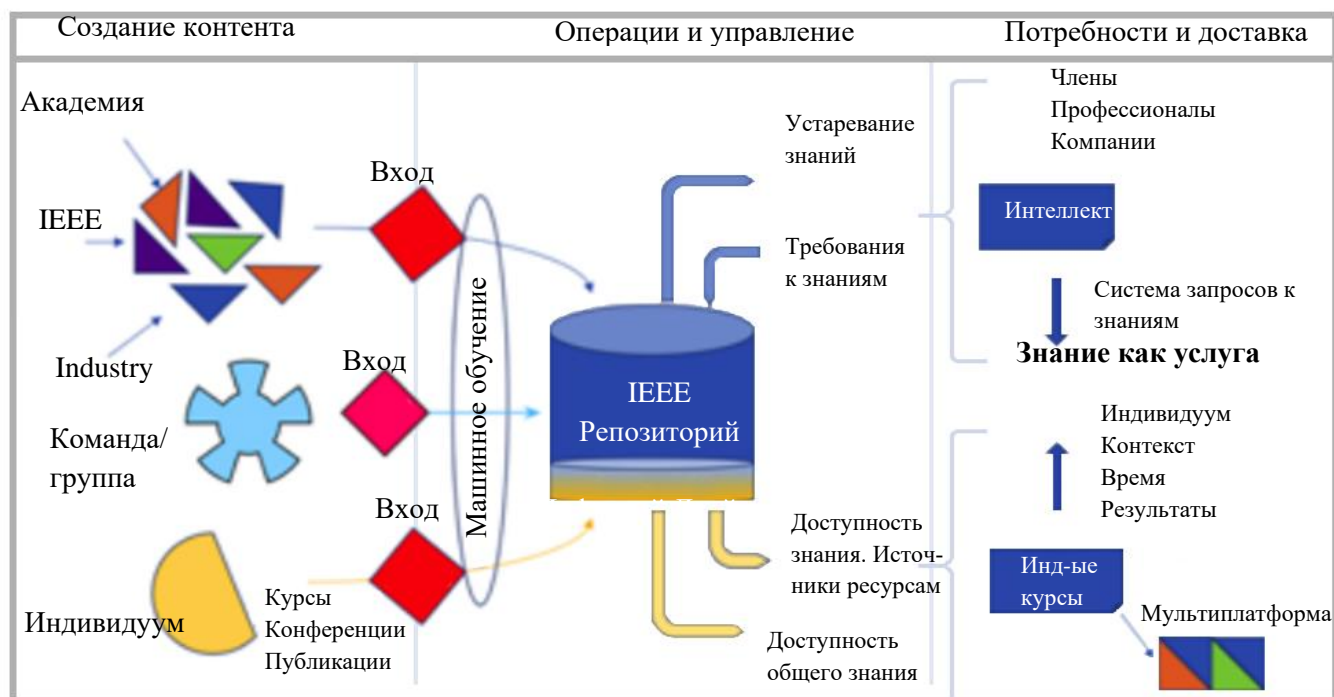 Создание контента
Операции и управление
Потребности и доставка
Академия
IEEE
Industry
Команда/
группа
Индивидуум
Курсы
Конференции
Публикации
Вход
Вход
Вход
Машинное обучение
Устаревание
знаний
Требования
к знаниям
IEEE
Репозиторий
Доступность
знания. Источ-
ники ресурсам
Доступность
общего знания
Члены
Профессионалы
Компании
Интеллект
Система запросов к
знаниям
Знание как услуга
Индивидуум
Контекст
Время
Результаты
Инд-ые
курсы
Мультиплатформа